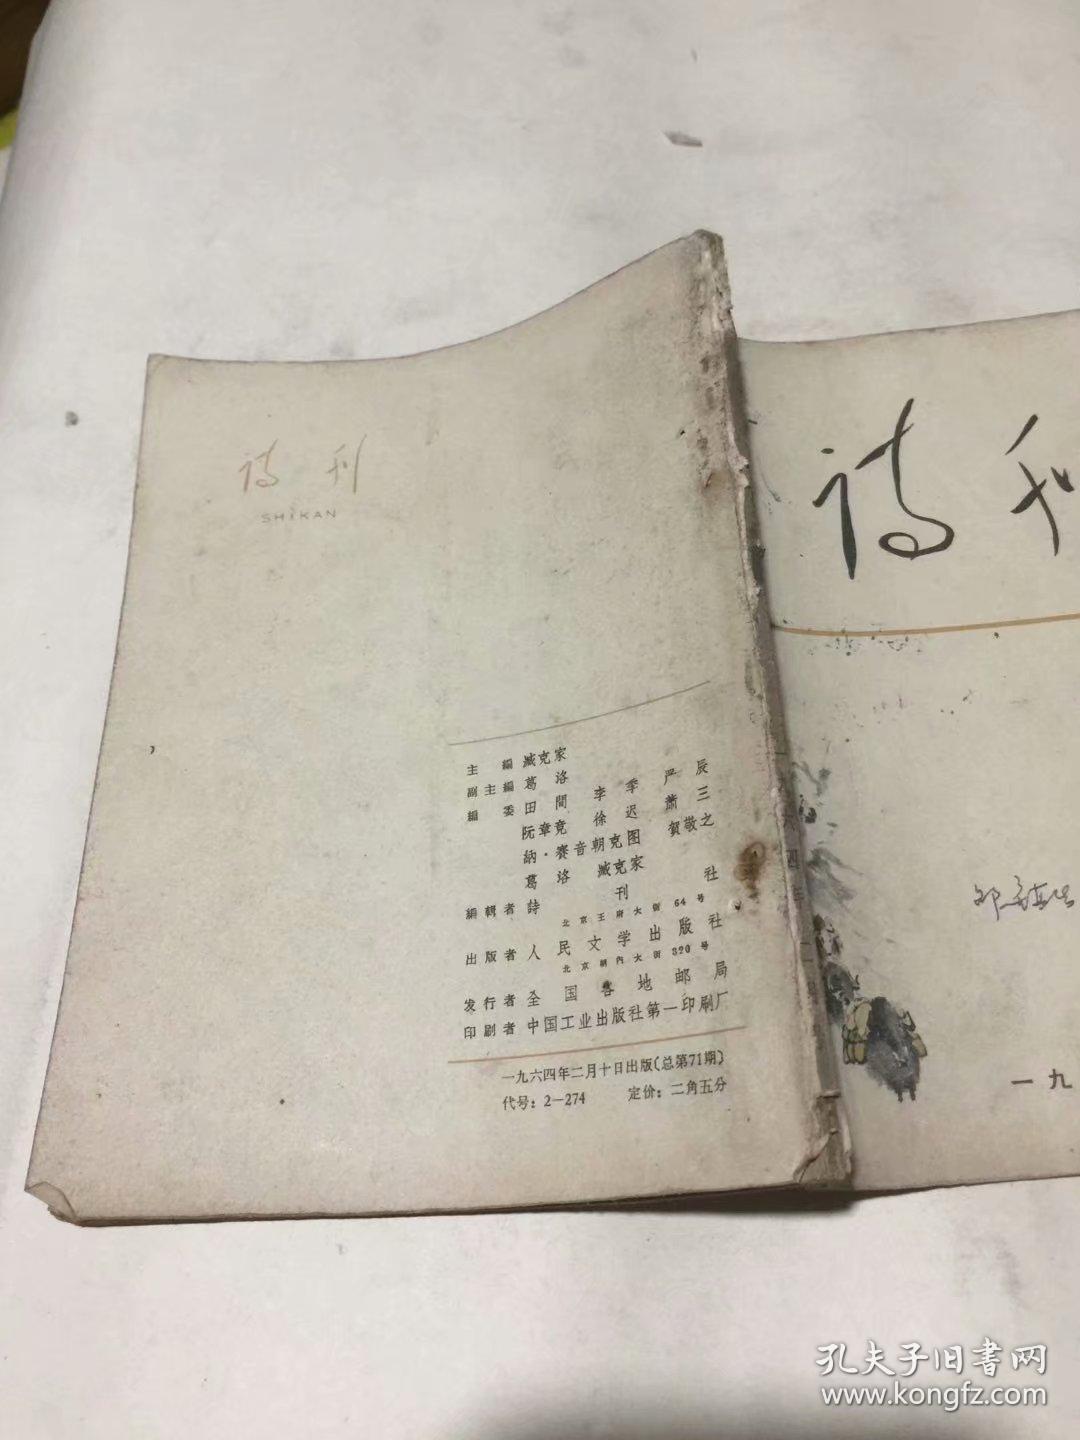 诗刊
SHIKAN
主編 臧克家
副主編 葛洛
編委 田間 李季 严辰
阮章竞 徐迟 萧三
納·賽音朝克图 贺敬之
葛洛 臧克家
編輯者 詩刊社
北京王府大街64号
出版者 人民文学出版社
北京朝内大街320号
发行者 全国各地邮局
印刷者 中国工业出版社第一印刷厂
一九六四年二月十日出版(总第71期)
代号：2-274 定价：二角五分
诗刊
一九
孔夫子旧書网
www.kongfz.com